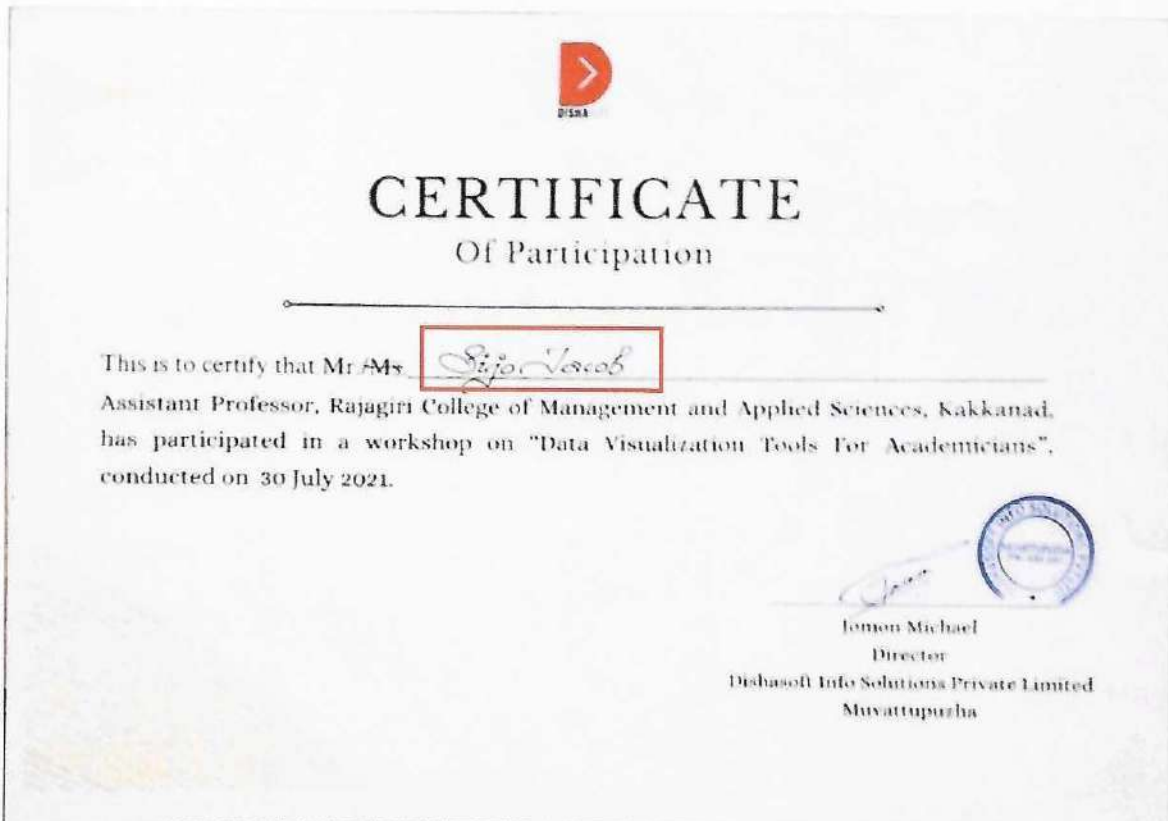 DISHA
CERTIFICATE
Of Participation
This is to certify that Mr /Ms Sijo Jacob
Assistant Professor, Rajagiri College of Management and Applied Sciences, Kakkanad,
has participated in a workshop on "Data Visualization Tools For Academicians",
conducted on 30 July 2021.
Jomon Michael
Director
Dishasoft Info Solutions Private Limited
Muvattupuzha